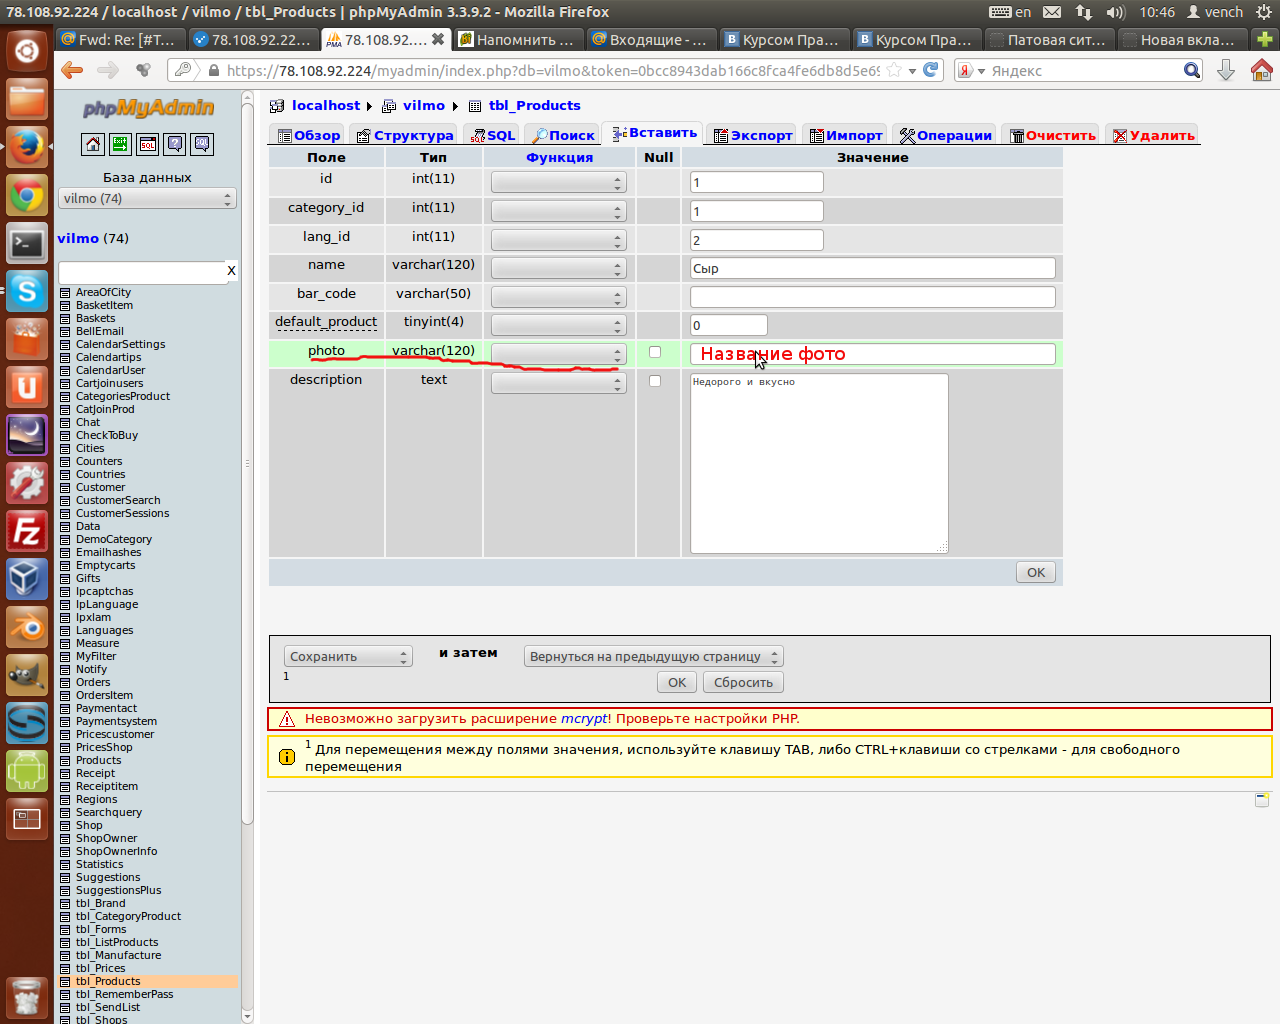 78.108.92.224 / localhost / vilmo / tbl_Products | phpMyAdmin 3.3.9.2 - Mozilla Firefox
en 10:46 vench
Fwd: Re: [#T... 78.108.92.22... 78.108.92.... Напомнить ... Входящие - ... Курсом Пра... Курсом Пра... Патовая сит... Новая вкла...
https://78.108.92.224/myadmin/index.php?db=vilmo&token=0bcc8943dab166c8fca4fe6db8d5e69 Яндекс
phpMyAdmin
База данных
vilmo (74)
vilmo (74)
X
AreaOfCity
BasketItem
Baskets
BellEmail
CalendarSettings
Calendartips
CalendarUser
Cartjoinusers
CategoriesProduct
CatJoinProd
Chat
CheckToBuy
Cities
Counters
Countries
Customer
CustomerSearch
CustomerSessions
Data
DemoCategory
Emailhashes
Emptycarts
Gifts
Ipcaptchas
IpLanguage
Ipxlam
Languages
Measure
MyFilter
Notify
Orders
OrdersItem
Paymentact
Paymentsystem
Pricescustomer
PricesShop
Products
Receipt
Receiptitem
Regions
Searchquery
Shop
ShopOwner
ShopOwnerInfo
Statistics
Suggestions
SuggestionsPlus
tbl_Brand
tbl_CategoryProduct
tbl_Forms
tbl_ListProducts
tbl_Manufacture
tbl_Prices
tbl_Products
tbl_RememberPass
tbl_SendList
tbl_Shops
localhost vilmo tbl_Products
Обзор Структура SQL Поиск Вставить Экспорт Импорт Операции Очистить Удалить
Поле Тип Функция Null Значение
id int(11) 1
category_id int(11) 1
lang_id int(11) 2
name varchar(120) Сыр
bar_code varchar(50)
default_product tinyint(4) 0
photo varchar(120) Название фото
description text Недорого и вкусно
OK
Сохранить и затем Вернуться на предыдущую страницу
1
OK Сбросить
Невозможно загрузить расширение mcrypt! Проверьте настройки PHP.
1 Для перемещения между полями значения, используйте клавишу TAB, либо CTRL+клавиши со стрелками - для свободного
перемещения